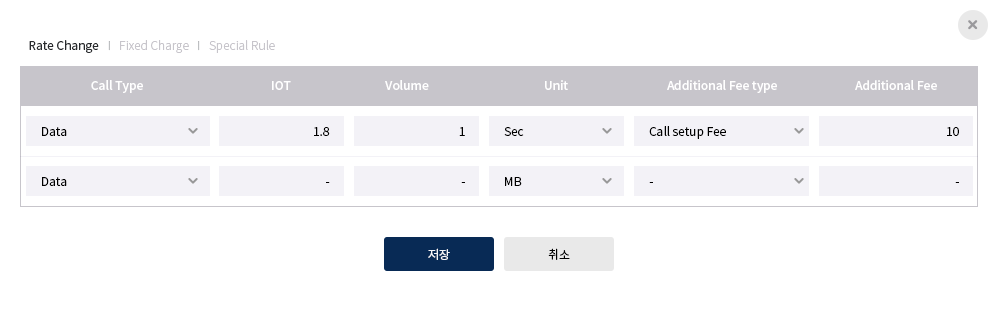 Rate Change | Fixed Charge | Special Rule
Call Type IOT Volume Unit Additional Fee type Additional Fee
Data 1.8 1 Sec Call setup Fee 10
Data - - MB - -
저장 취소